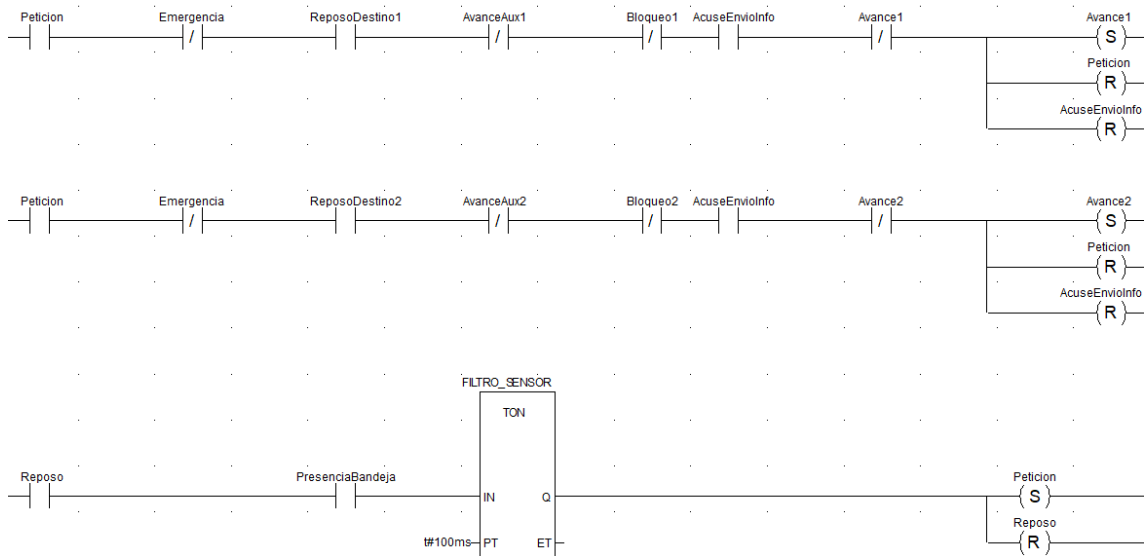 Peticion Emergencia ReposoDestino1 AvanceAux1 Bloqueo1 AcuseEnvioInfo Avance1 Avance1
/ / / / S
Peticion
R
AcuseEnvioInfo
R
Peticion Emergencia ReposoDestino2 AvanceAux2 Bloqueo2 AcuseEnvioInfo Avance2 Avance2
/ / / / S
Peticion
R
AcuseEnvioInfo
R
FILTRO_SENSOR
TON
Reposo PresenciaBandeja Peticion
IN Q S
Reposo
t#100ms PT ET R